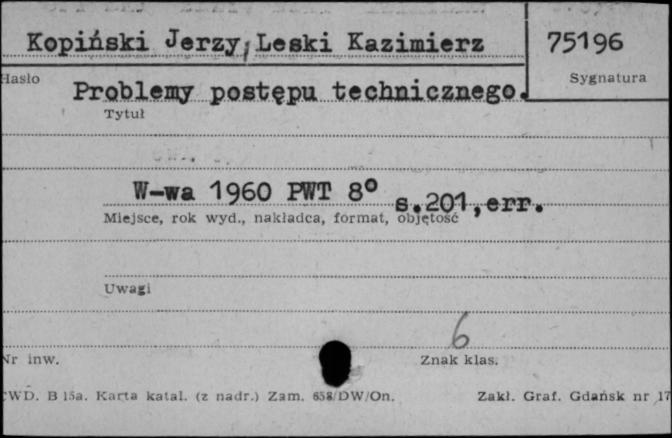 Kopiński Jerzy, Leski Kazimierz
75196
Hasło
Sygnatura
Problemy postępu technicznego.
Tytuł
W-wa 1960 PWT 8° s.201,err.
Miejsce, rok wyd., nakładca, format, objętość
Uwagi
6
Nr inw.
Znak klas.
CWD. B 15a. Karta katal. (z nadr.) Zam. 658/DW/On.
Zakł. Graf. Gdańsk nr 17